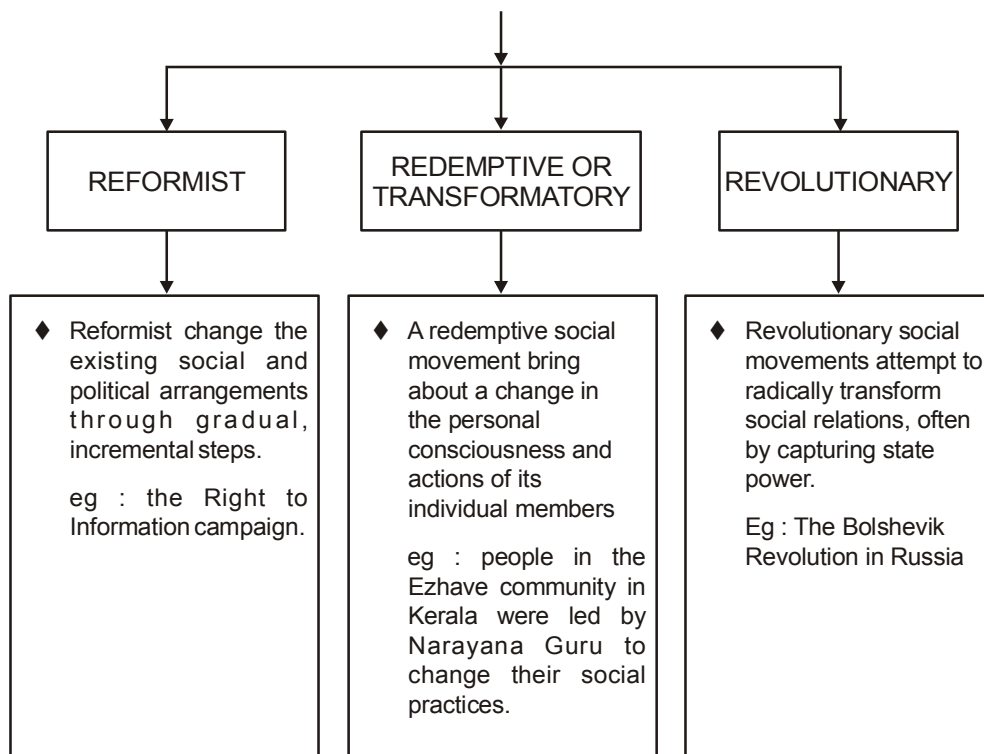 REFORMIST
REDEMPTIVE OR
TRANSFORMATORY
REVOLUTIONARY
♦ Reformist change the
existing social and
political arrangements
through gradual,
incremental steps.
eg : the Right to
Information campaign.
♦ A redemptive social
movement bring
about a change in
the personal
consciousness and
actions of its
individual members
eg : people in the
Ezhave community in
Kerala were led by
Narayana Guru to
change their social
practices.
♦ Revolutionary social
movements attempt to
radically transform
social relations, often
by capturing state
power.
Eg : The Bolshevik
Revolution in Russia